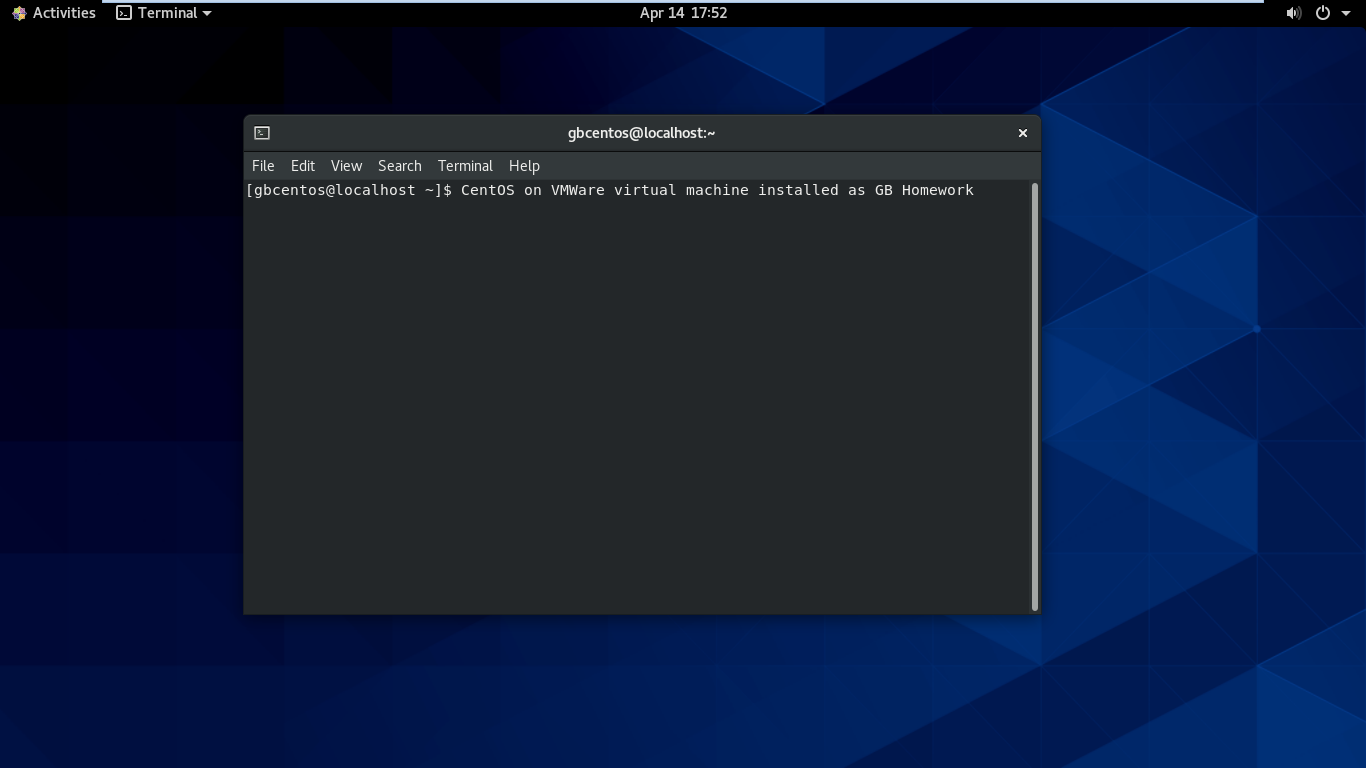 Activities Terminal Apr 14 17:52
gbcentos@localhost:~
File Edit View Search Terminal Help
[gbcentos@localhost ~]$ CentOS on VMWare virtual machine installed as GB Homework